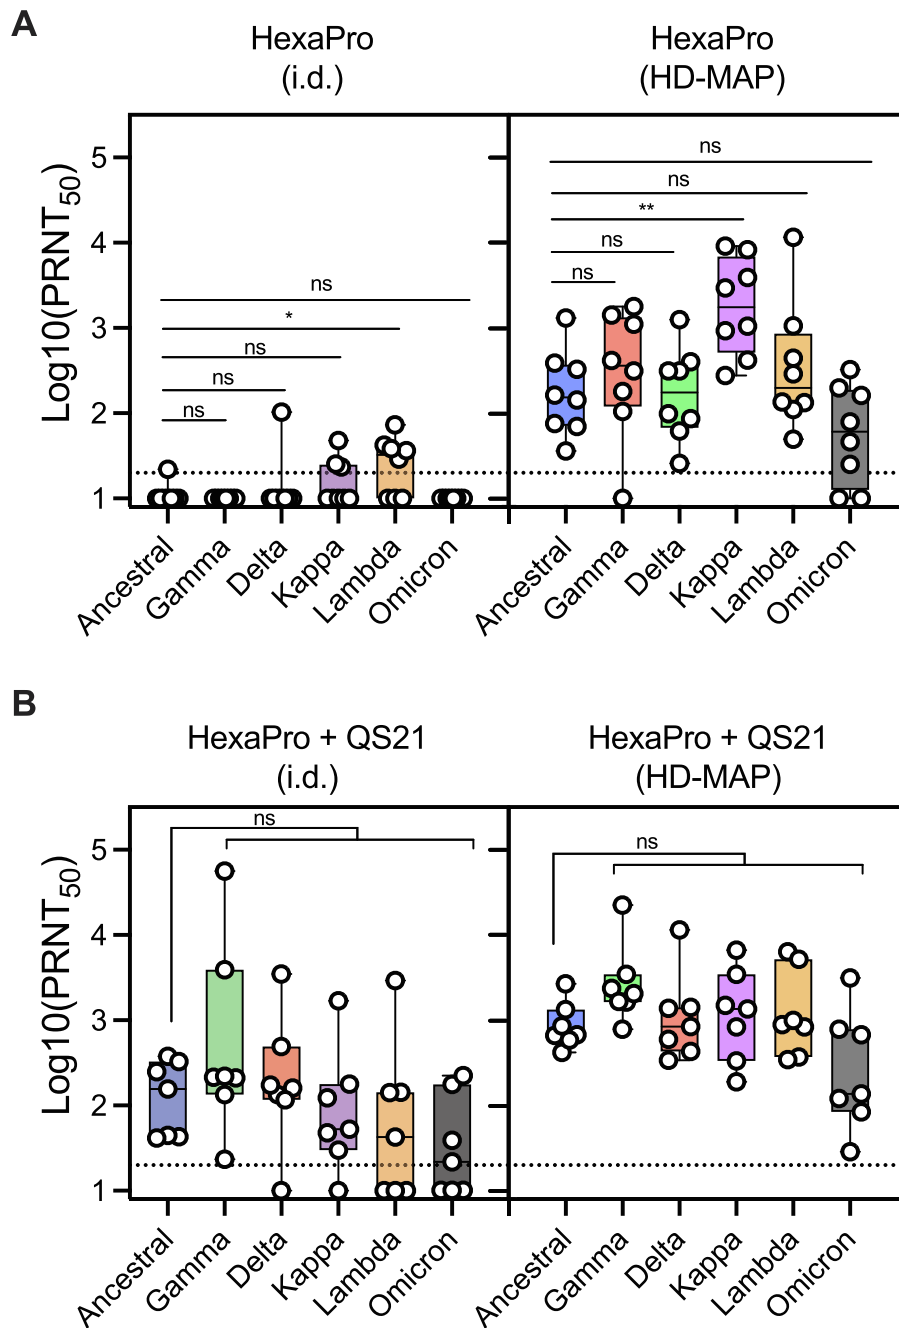 A
HexaPro
(i.d.)
HexaPro
(HD-MAP)
Log10(PRNT50)
5
4
3
2
1
ns
*
ns
ns
ns
ns
ns
**
ns
ns
Ancestral
Gamma
Delta
Kappa
Lambda
Omicron
Ancestral
Gamma
Delta
Kappa
Lambda
Omicron
B
HexaPro + QS21
(i.d.)
HexaPro + QS21
(HD-MAP)
Log10(PRNT50)
5
4
3
2
1
ns
ns
Ancestral
Gamma
Delta
Kappa
Lambda
Omicron
Ancestral
Gamma
Delta
Kappa
Lambda
Omicron